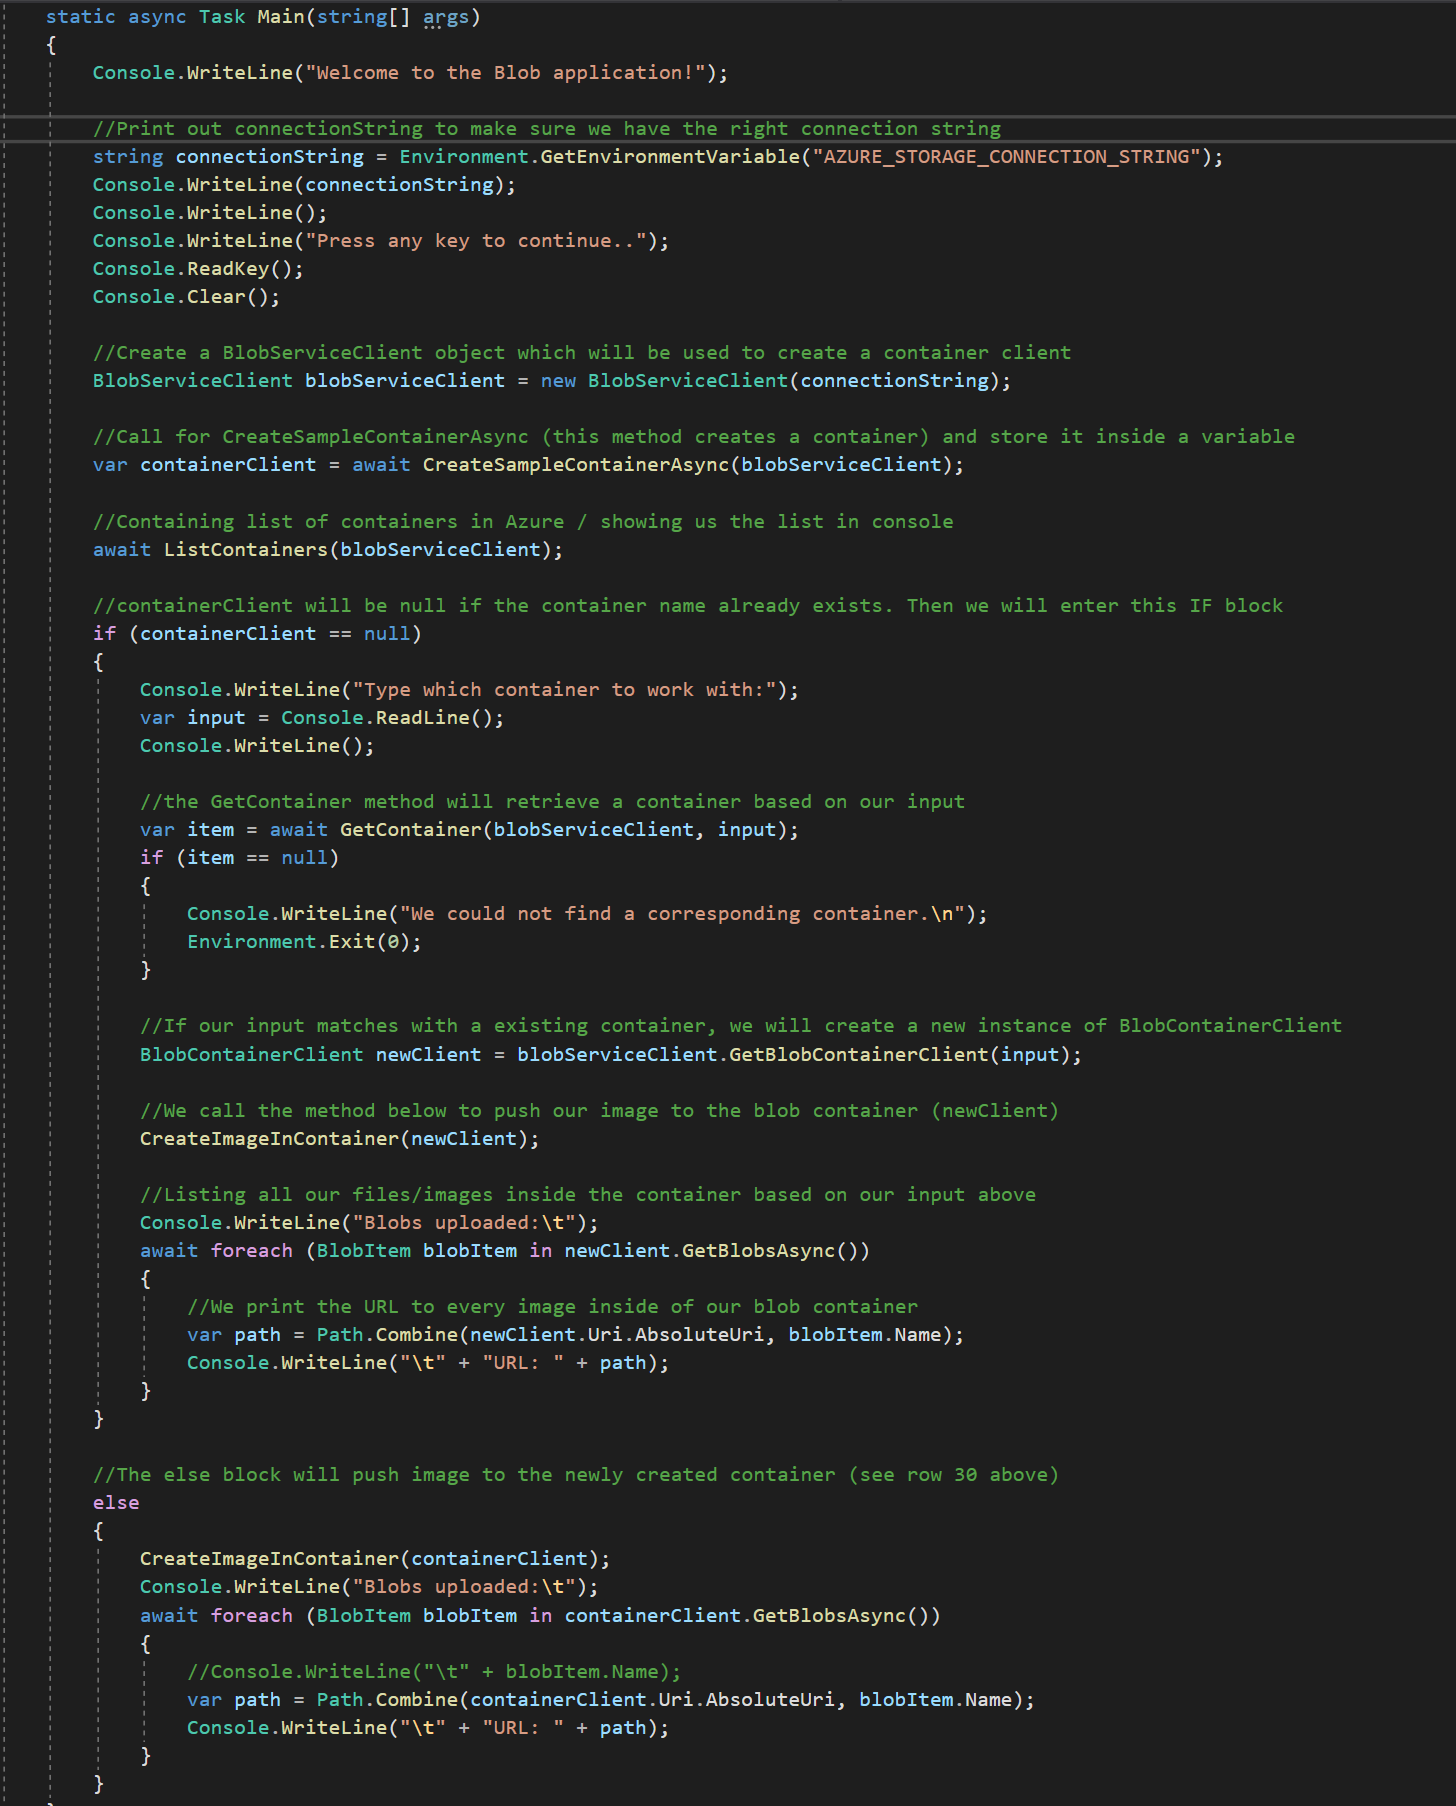 static async Task Main(string[] args)
{
    Console.WriteLine("Welcome to the Blob application!");

    //Print out connectionString to make sure we have the right connection string
    string connectionString = Environment.GetEnvironmentVariable("AZURE_STORAGE_CONNECTION_STRING");
    Console.WriteLine(connectionString);
    Console.WriteLine();
    Console.WriteLine("Press any key to continue..");
    Console.ReadKey();
    Console.Clear();

    //Create a BlobServiceClient object which will be used to create a container client
    BlobServiceClient blobServiceClient = new BlobServiceClient(connectionString);

    //Call for CreateSampleContainerAsync (this method creates a container) and store it inside a variable
    var containerClient = await CreateSampleContainerAsync(blobServiceClient);

    //Containing list of containers in Azure / showing us the list in console
    await ListContainers(blobServiceClient);

    //containerClient will be null if the container name already exists. Then we will enter this IF block
    if (containerClient == null)
    {
        Console.WriteLine("Type which container to work with:");
        var input = Console.ReadLine();
        Console.WriteLine();

        //the GetContainer method will retrieve a container based on our input
        var item = await GetContainer(blobServiceClient, input);
        if (item == null)
        {
            Console.WriteLine("We could not find a corresponding container.\n");
            Environment.Exit(0);
        }

        //If our input matches with a existing container, we will create a new instance of BlobContainerClient
        BlobContainerClient newClient = blobServiceClient.GetBlobContainerClient(input);

        //We call the method below to push our image to the blob container (newClient)
        CreateImageInContainer(newClient);

        //Listing all our files/images inside the container based on our input above
        Console.WriteLine("Blobs uploaded:\t");
        await foreach (BlobItem blobItem in newClient.GetBlobsAsync())
        {
            //We print the URL to every image inside of our blob container
            var path = Path.Combine(newClient.Uri.AbsoluteUri, blobItem.Name);
            Console.WriteLine("\t" + "URL: " + path);
        }
    }

    //The else block will push image to the newly created container (see row 30 above)
    else
    {
        CreateImageInContainer(containerClient);
        Console.WriteLine("Blobs uploaded:\t");
        await foreach (BlobItem blobItem in containerClient.GetBlobsAsync())
        {
            //Console.WriteLine("\t" + blobItem.Name);
            var path = Path.Combine(containerClient.Uri.AbsoluteUri, blobItem.Name);
            Console.WriteLine("\t" + "URL: " + path);
        }
    }